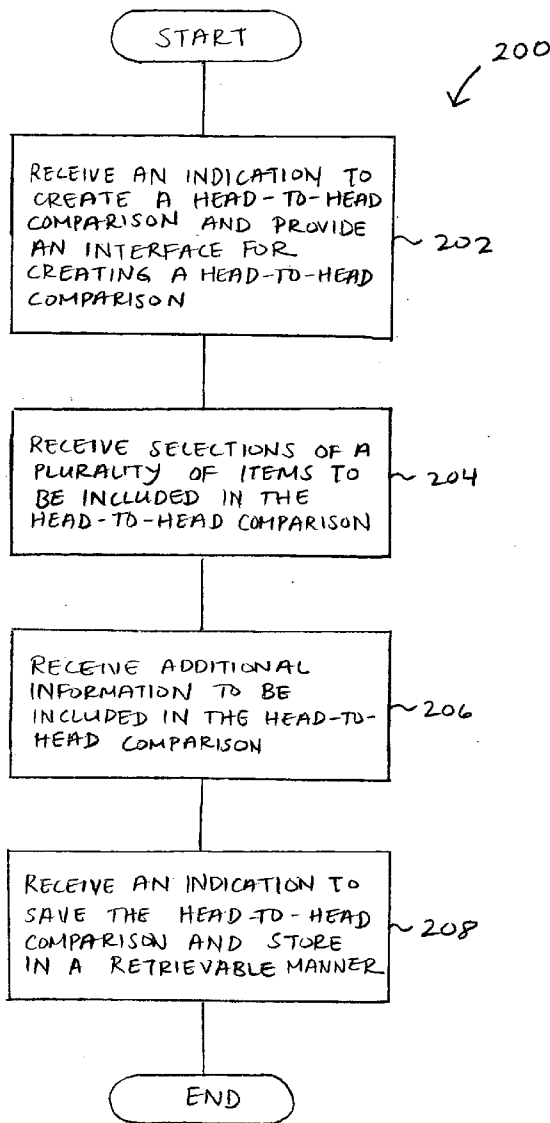 START
200
RECEIVE AN INDICATION TO
CREATE A HEAD-TO-HEAD
COMPARISON AND PROVIDE
AN INTERFACE FOR
CREATING A HEAD-TO-HEAD
COMPARISON
202
RECEIVE SELECTIONS OF A
PLURALITY OF ITEMS TO
BE INCLUDED IN THE
HEAD-TO-HEAD COMPARISON
204
RECEIVE ADDITIONAL
INFORMATION TO BE
INCLUDED IN THE HEAD-TO-
HEAD COMPARISON
206
RECEIVE AN INDICATION TO
SAVE THE HEAD-TO-HEAD
COMPARISON AND STORE
IN A RETRIEVABLE MANNER
208
END